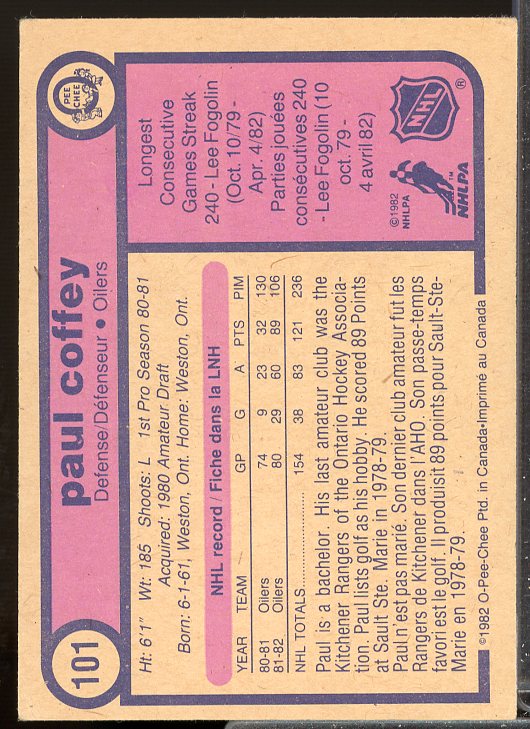 101
paul coffey
Defense/Défenseur • Oilers
OPEE CHEE
Ht: 6'1" Wt: 185 Shoots: L 1st Pro Season 80-81
Acquired: 1980 Amateur Draft
Born: 6-1-61, Weston, Ont. Home: Weston, Ont.
NHL record / Fiche dans la LNH
YEAR TEAM GP G A PTS PIM
80-81 Oilers 74 9 23 32 130
81-82 Oilers 80 29 60 89 106
NHL TOTALS.................. 154 38 83 121 236
Paul is a bachelor. His last amateur club was the
Kitchener Rangers of the Ontario Hockey Associa-
tion. Paul lists golf as his hobby. He scored 89 Points
at Sault Ste. Marie in 1978-79.
Paul n'est pas marié. Son dernier club amateur fut les
Rangers de Kitchener dans l'AHO. Son passe-temps
favori est le golf. Il produisit 89 points pour Sault-Ste-
Marie en 1978-79.
©1982 O-Pee-Chee Ptd. in Canada-Imprimé au Canada
Longest
Consecutive
Games Streak
240 - Lee Fogolin
(Oct. 10/79 -
Apr. 4/82)
Parties jouées
consécutives 240
- Lee Fogolin (10
oct. 79 -
4 avril 82)
©1982
NHLPA
NHLPA™
NHL ®